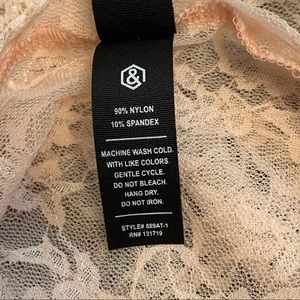 &
90% NYLON
10% SPANDEX
MACHINE WASH COLD.
WITH LIKE COLORS.
GENTLE CYCLE.
DO NOT BLEACH.
HANG DRY.
DO NOT IRON.
STYLE# 889AT-1
RN# 131719